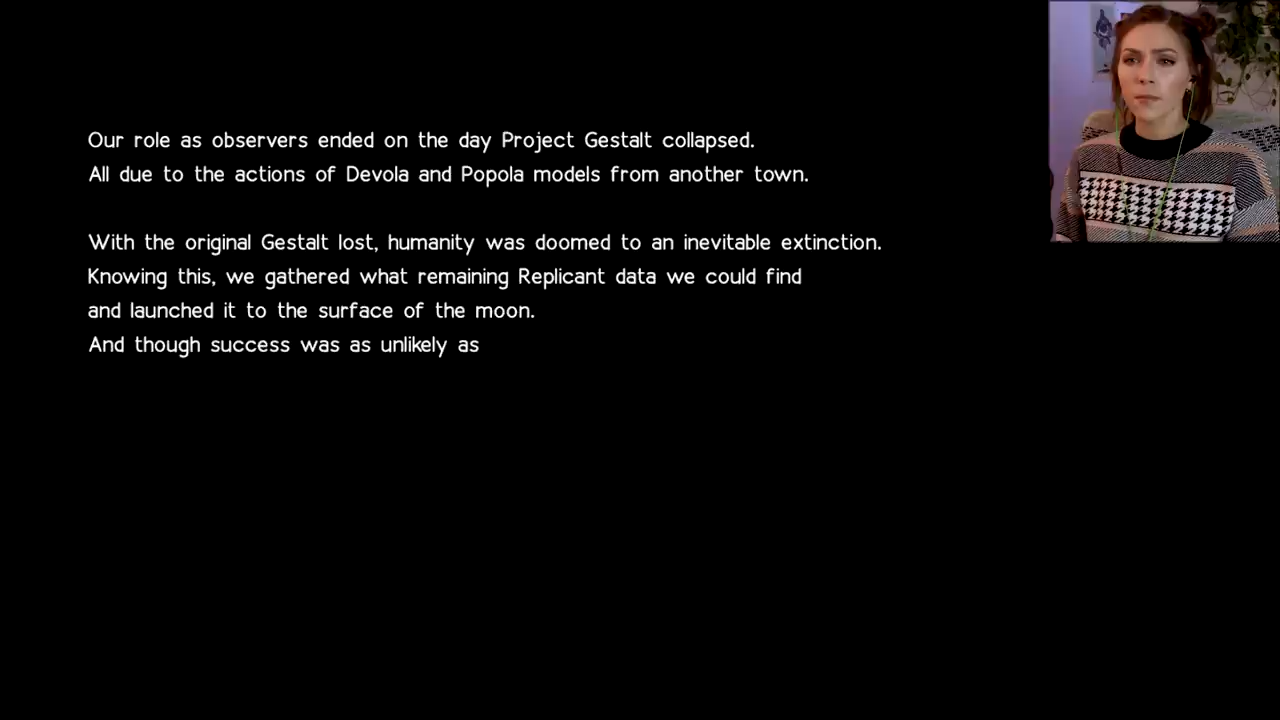 Our role as observers ended on the day Project Gestalt collapsed.
All due to the actions of Devola and Popola models from another town.
With the original Gestalt lost, humanity was doomed to an inevitable extinction.
Knowing this, we gathered what remaining Replicant data we could find
and launched it to the surface of the moon.
And though success was as unlikely as